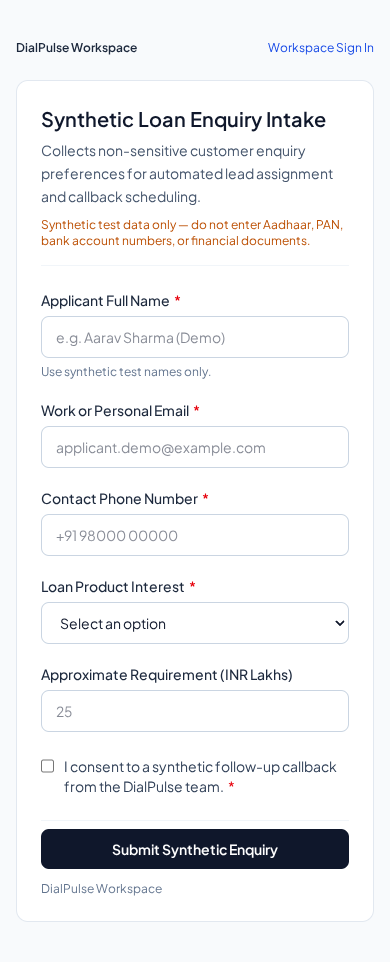 DialPulse Workspace
Workspace Sign In
Synthetic Loan Enquiry Intake
Collects non-sensitive customer enquiry
preferences for automated lead assignment
and callback scheduling.
Synthetic test data only — do not enter Aadhaar, PAN,
bank account numbers, or financial documents.
Applicant Full Name *
e.g. Aarav Sharma (Demo)
Use synthetic test names only.
Work or Personal Email *
applicant.demo@example.com
Contact Phone Number *
+91 98000 00000
Loan Product Interest *
Select an option
Approximate Requirement (INR Lakhs)
25
I consent to a synthetic follow-up callback
from the DialPulse team. *
Submit Synthetic Enquiry
DialPulse Workspace